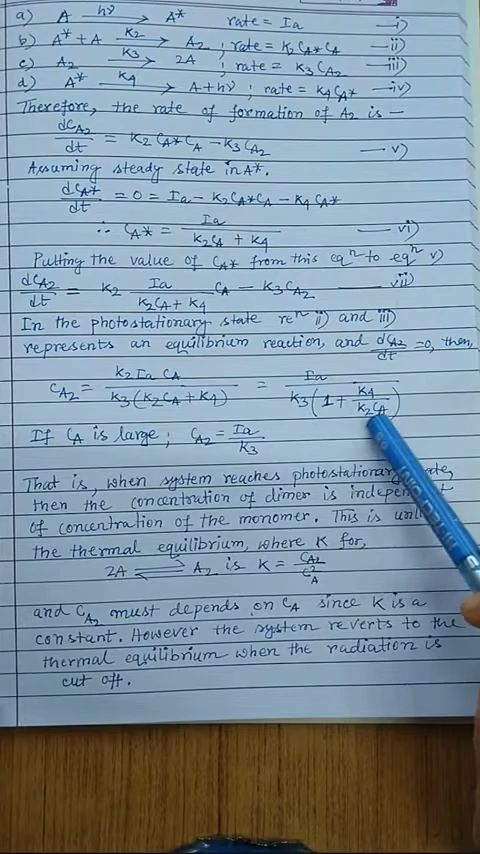 a) A hν → A* rate = Ia —i)
b) A* + A K2 → A2 ; rate = K2 CA* CA —ii)
c) A2 K3 → 2A ; rate = K3 CA2 —iii)
d) A* K4 → A + hν ; rate = K4 CA* —iv)
Therefore, the rate of formation of A2 is —
dCA2/dt = K2 CA* CA - K3 CA2 —v)
Assuming steady state in A*.
dCA*/dt = 0 = Ia - K2 CA* CA - K4 CA*
∴ CA* = Ia/(K2 CA + K4) —vi)
Putting the value of CA* from this eqn to eqn v)
dCA2/dt = K2 Ia/(K2 CA + K4) CA - K3 CA2 —vii)
In the photostationary state ren ii) and iii)
represents an equilibrium reaction, and dCA2/dt = 0, then,
CA2 = K2 Ia CA/(K3 (K2 CA + K4)) = Ia/(K3 (1 + K4/(K2 CA)))
If CA is large ; CA2 = Ia/K3
That is, when system reaches photostationary
then the concentration of dimer is
of concentration of the monomer. This is
the thermal equilibrium, where K for,
2A ⇌ A2 is K = CA2/C²A
and CA2 must depends on CA since K is a
constant. However the system reverts to the
thermal equilibrium when the radiation is
cut off.